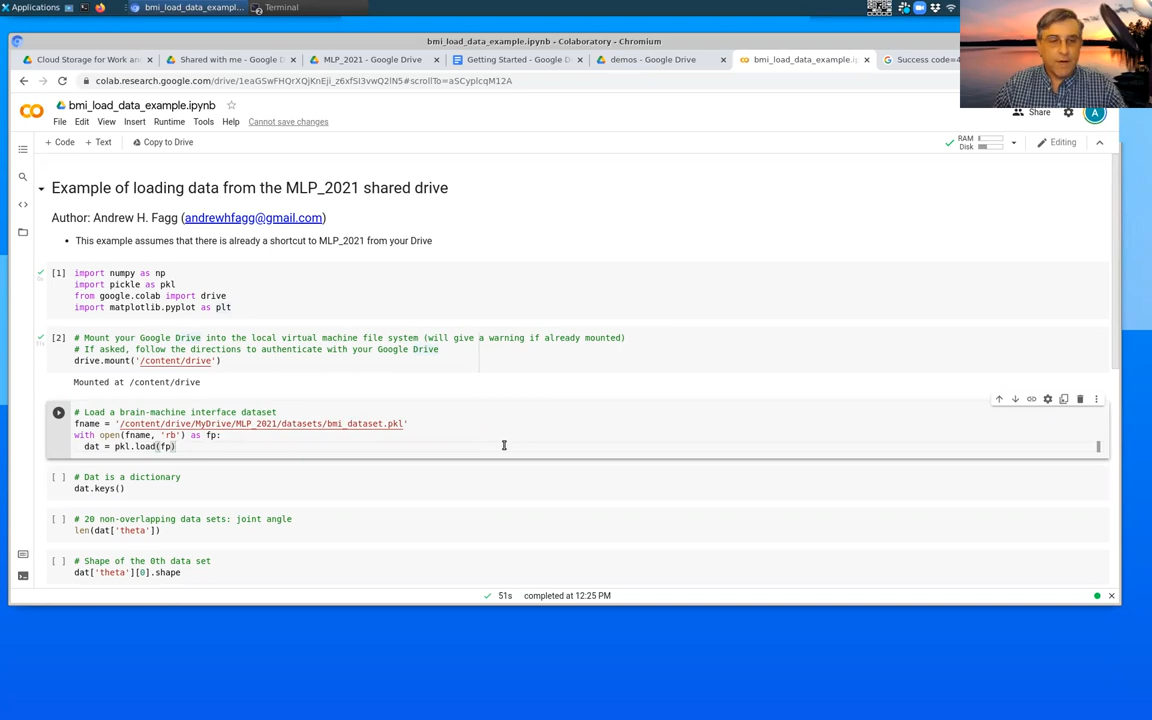 Applications
bmi_load_data_exampl...
Terminal
bmi_load_data_example.ipynb - Colaboratory - Chromium
Cloud Storage for Work an
Shared with me - Google D
MLP_2021 - Google Drive
Getting Started - Google D
demos - Google Drive
bmi_load_data_example.ip
Success code=4
colab.research.google.com/drive/1eaGSwFHQrXQjKnEji_z6xfSI3vwQ2lN5#scrollTo=aSCyplcqM12A
bmi_load_data_example.ipynb
File Edit View Insert Runtime Tools Help Cannot save changes
Share
A
+ Code + Text Copy to Drive
RAM
Disk
Editing
Example of loading data from the MLP_2021 shared drive
Author: Andrew H. Fagg (andrewhfagg@gmail.com)
• This example assumes that there is already a shortcut to MLP_2021 from your Drive
[1] import numpy as np
import pickle as pkl
from google.colab import drive
import matplotlib.pyplot as plt
[2] # Mount your Google Drive into the local virtual machine file system (will give a warning if already mounted)
# If asked, follow the directions to authenticate with your Google Drive
drive.mount('/content/drive')
Mounted at /content/drive
# Load a brain-machine interface dataset
fname = '/content/drive/MyDrive/MLP_2021/datasets/bmi_dataset.pkl'
with open(fname, 'rb') as fp:
dat = pkl.load(fp)
[ ] # Dat is a dictionary
dat.keys()
[ ] # 20 non-overlapping data sets: joint angle
len(dat['theta'])
[ ] # Shape of the 0th data set
dat['theta'][0].shape
51s completed at 12:25 PM